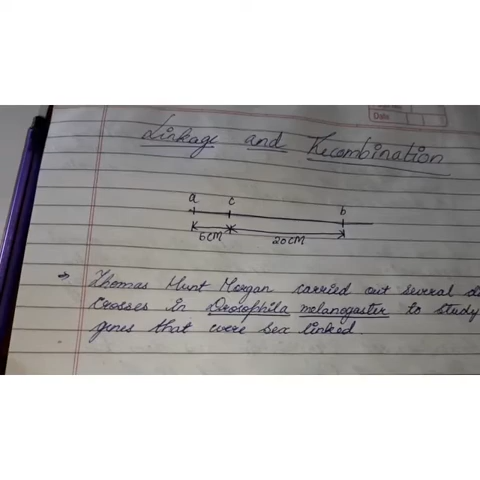 Date
Linkage and Recombination
a c b
5CM 20CM
→ Thomas Hunt Morgan carried out several
crosses in Drosophila melanogaster to study
genes that were sex linked